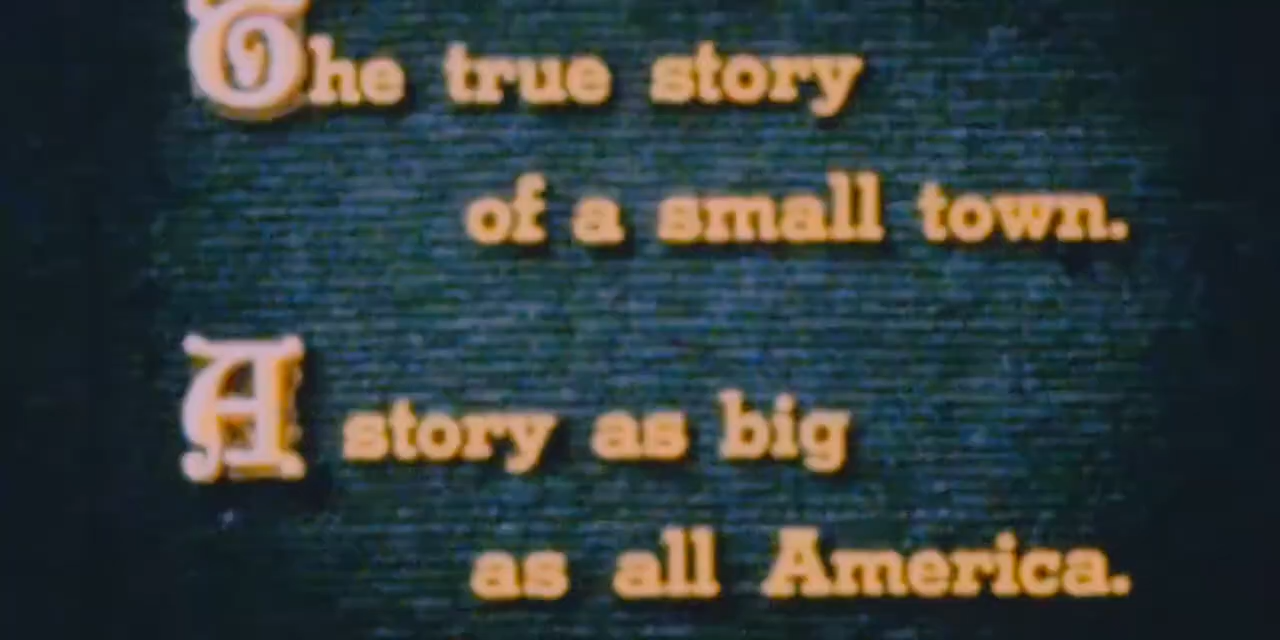 The true story
of a small town.
A story as big
as all America.